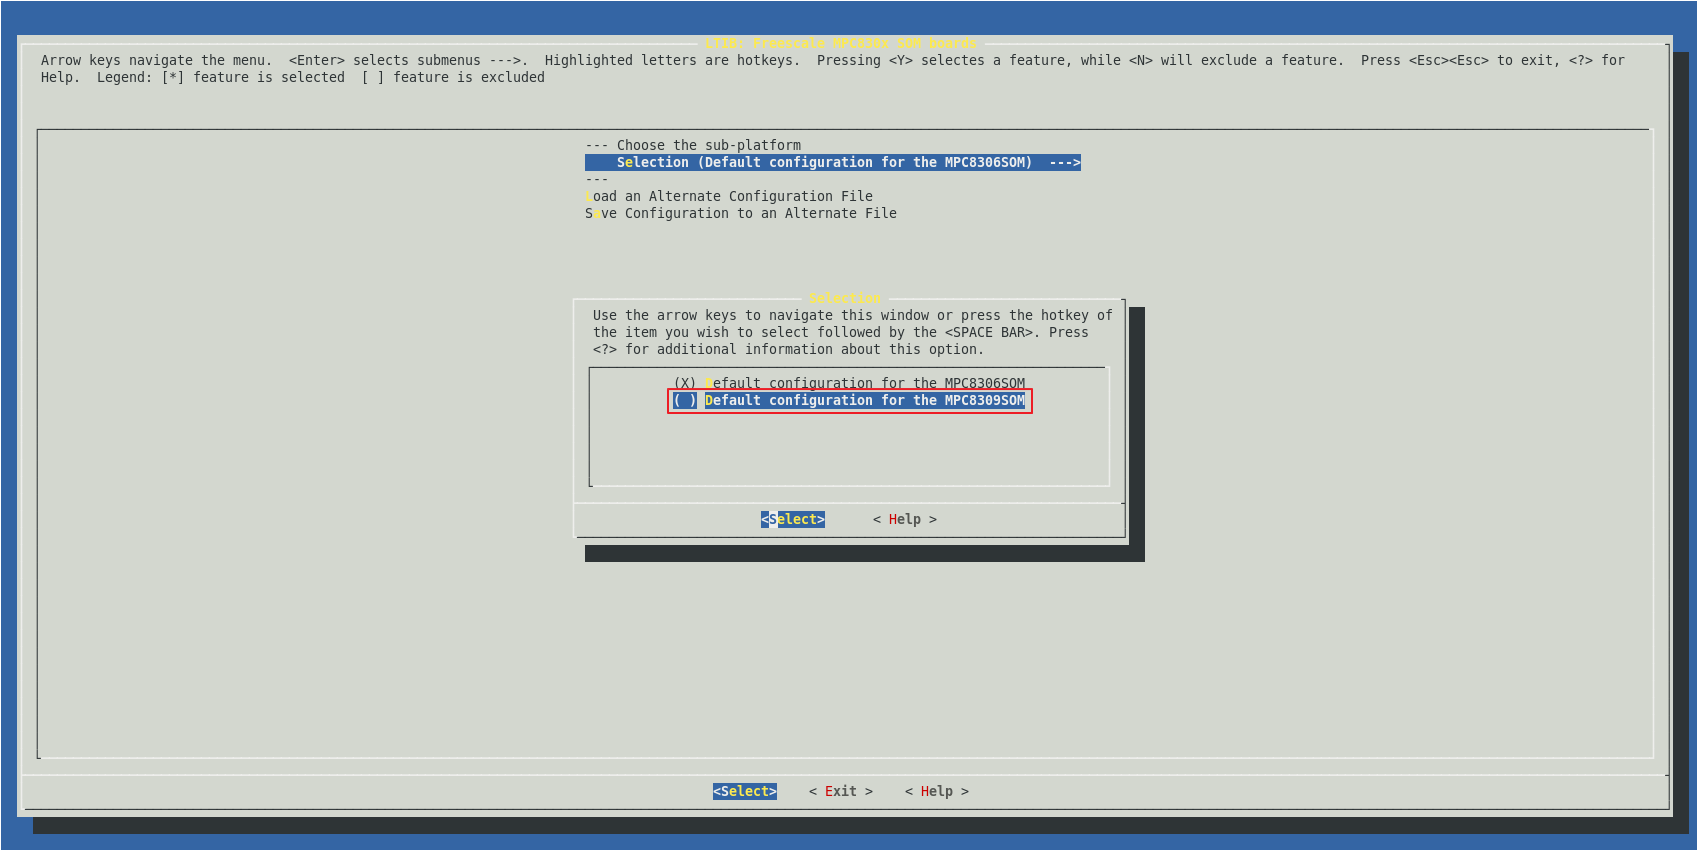 LTIB: Freescale MPC830x SOM boards
Arrow keys navigate the menu.  <Enter> selects submenus --->.  Highlighted letters are hotkeys.  Pressing <Y> selectes a feature, while <N> will exclude a feature.  Press <Esc><Esc> to exit, <?> for
Help.  Legend: [*] feature is selected  [ ] feature is excluded
--- Choose the sub-platform
Selection (Default configuration for the MPC8306SOM)  --->
---
Load an Alternate Configuration File
Save Configuration to an Alternate File
Selection
Use the arrow keys to navigate this window or press the hotkey of
the item you wish to select followed by the <SPACE BAR>. Press
<?> for additional information about this option.
(X) Default configuration for the MPC8306SOM
( ) Default configuration for the MPC8309SOM
<Select>      < Help >
<Select>    < Exit >    < Help >